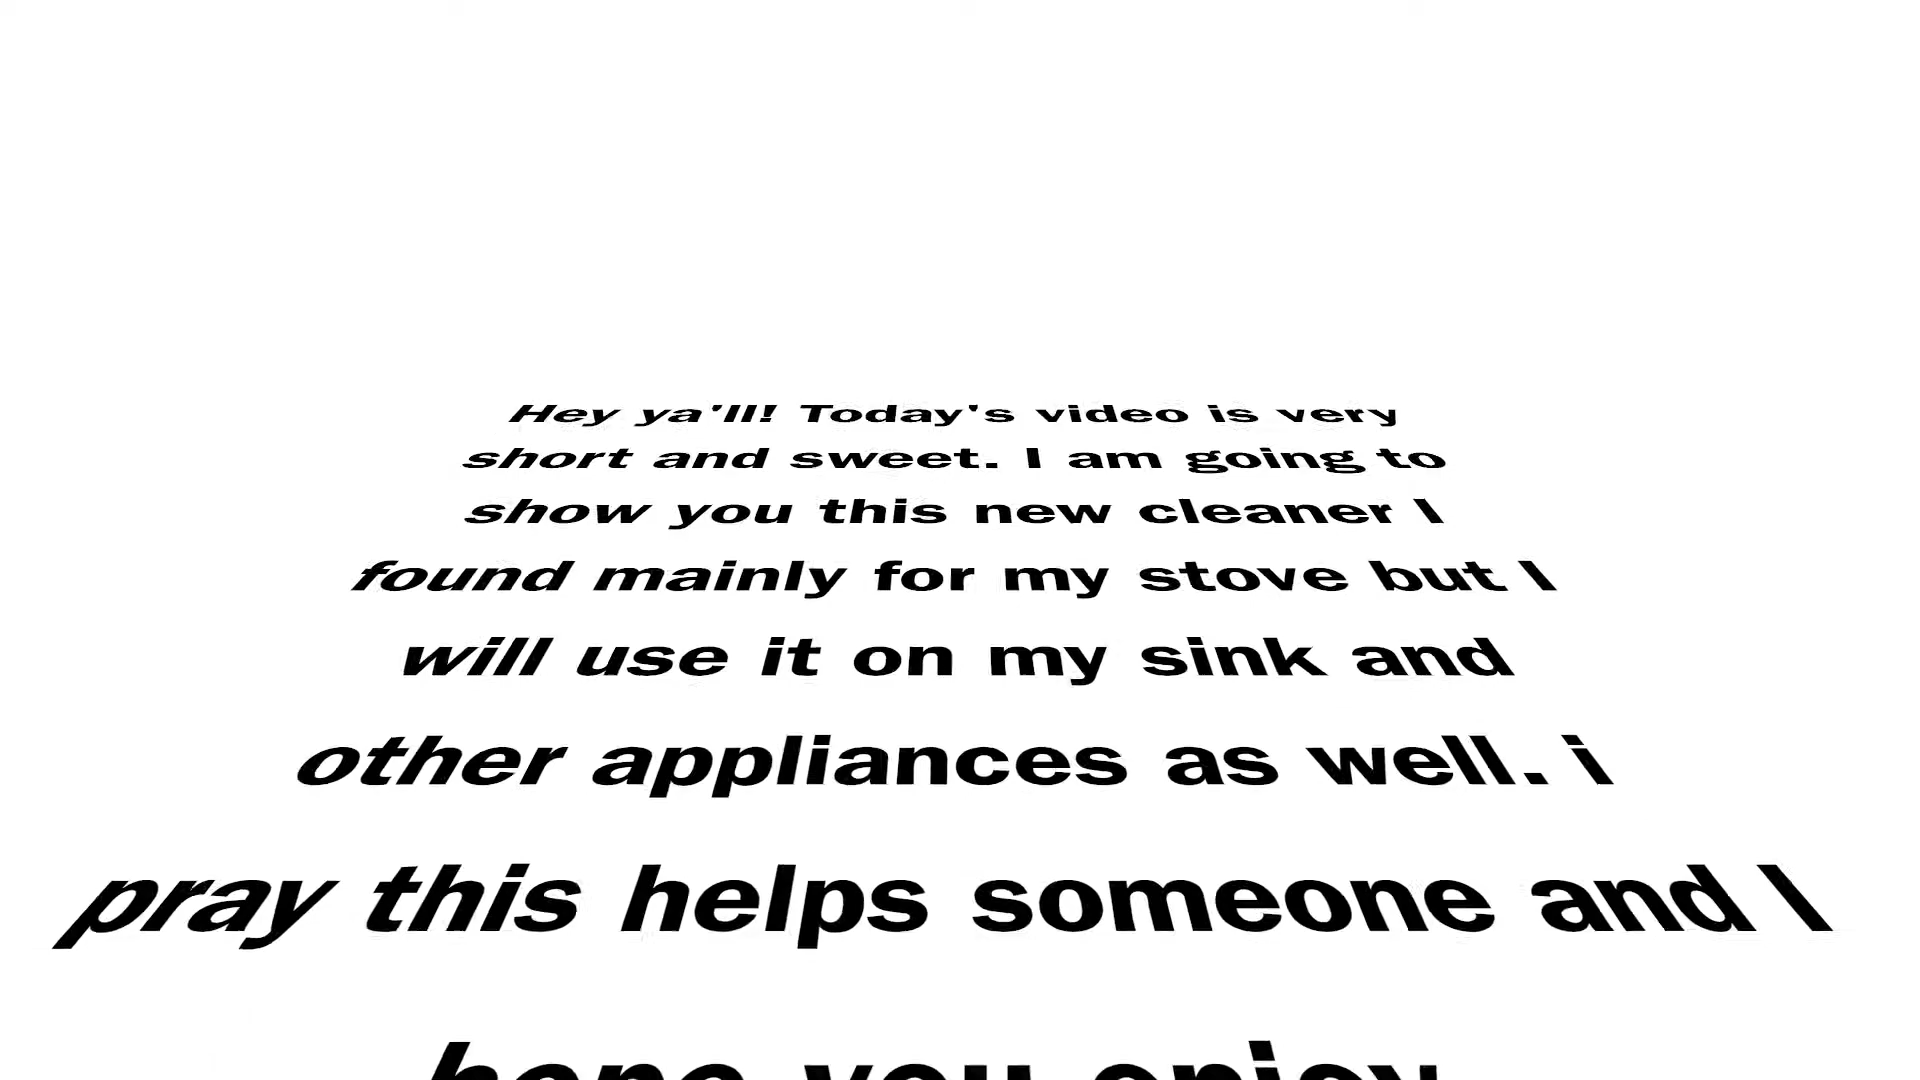 Hey ya'll! Today's video is very
short and sweet. I am going to
show you this new cleaner I
found mainly for my stove but I
will use it on my sink and
other appliances as well. i
pray this helps someone and I
hope you enjoy